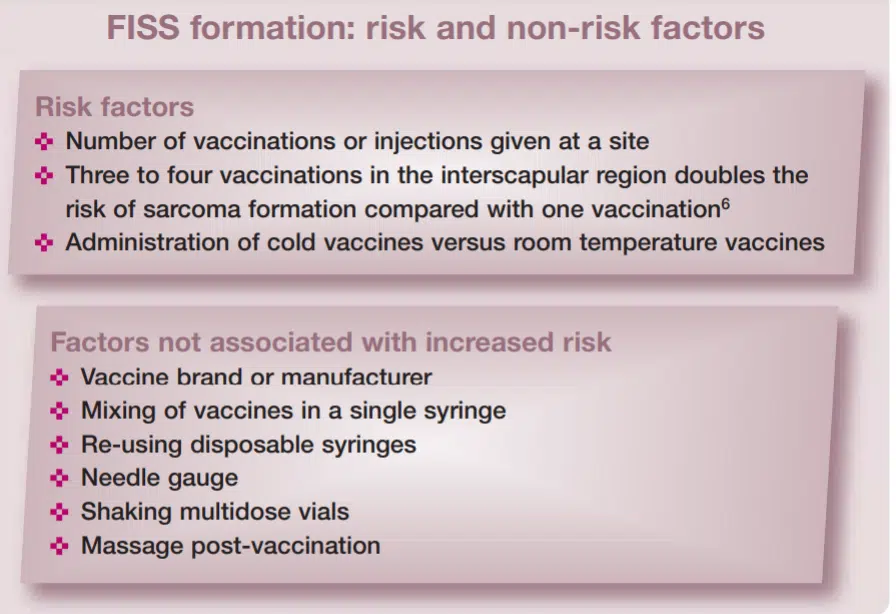 FISS formation: risk and non-risk factors
Risk factors
Number of vaccinations or injections given at a site
Three to four vaccinations in the interscapular region doubles the
risk of sarcoma formation compared with one vaccination⁶
Administration of cold vaccines versus room temperature vaccines
Factors not associated with increased risk
Vaccine brand or manufacturer
Mixing of vaccines in a single syringe
Re-using disposable syringes
Needle gauge
Shaking multidose vials
Massage post-vaccination